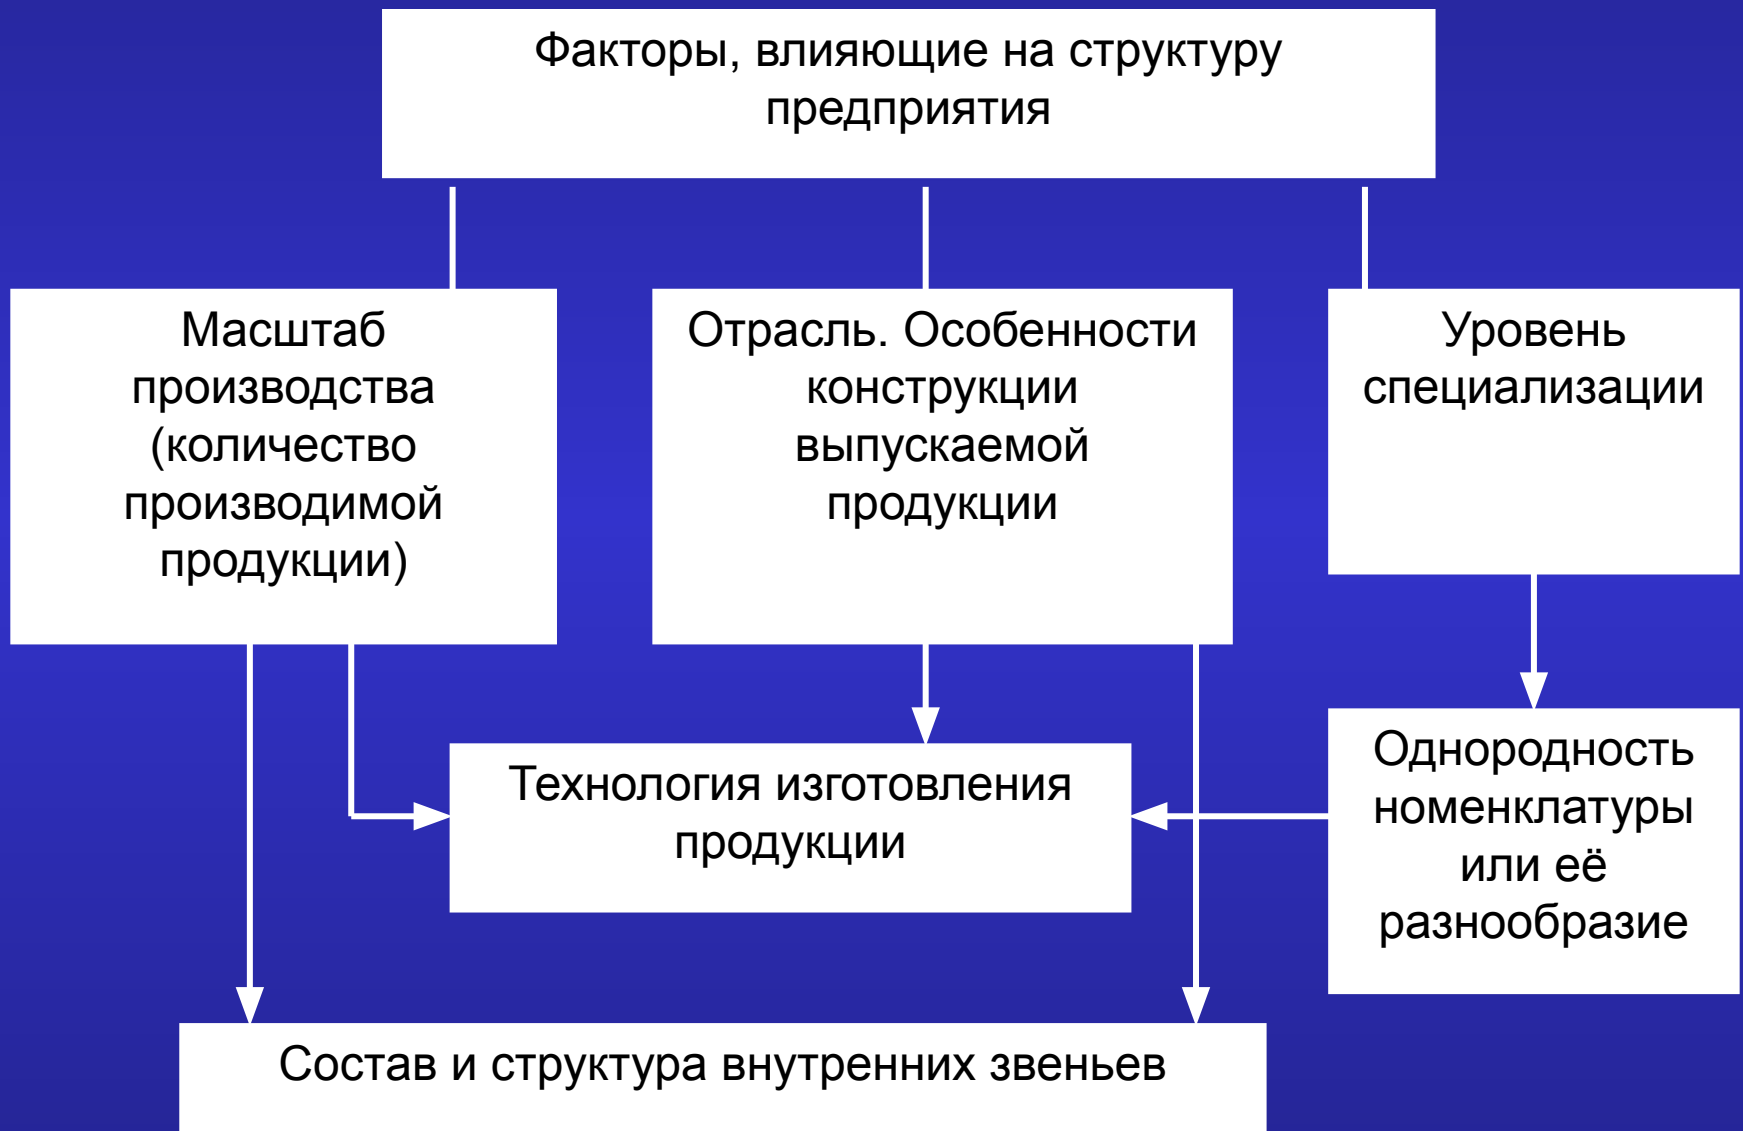 Факторы, влияющие на структуру
предприятия
Масштаб
производства
(количество
производимой
продукции)
Отрасль. Особенности
конструкции
выпускаемой
продукции
Уровень
специализации
Технология изготовления
продукции
Однородность
номенклатуры
или её
разнообразие
Состав и структура внутренних звеньев